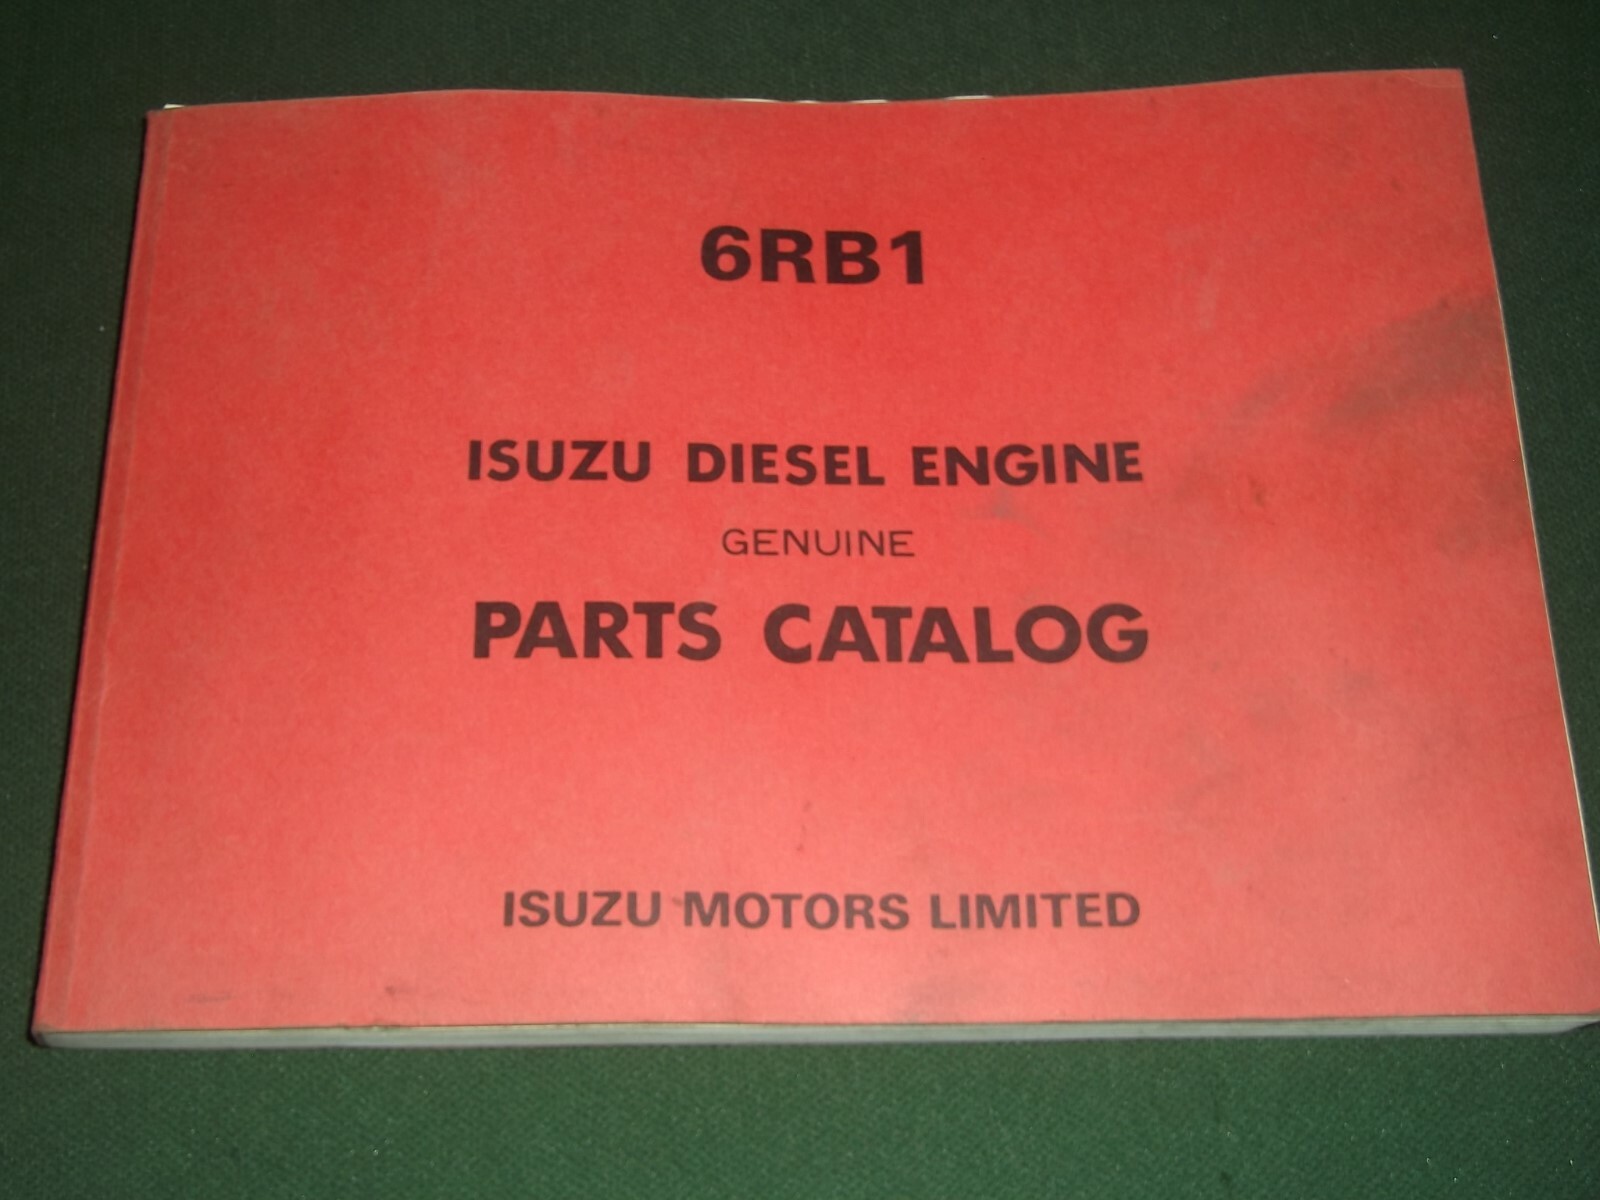 6RB1
ISUZU DIESEL ENGINE
GENUINE
PARTS CATALOG
ISUZU MOTORS LIMITED